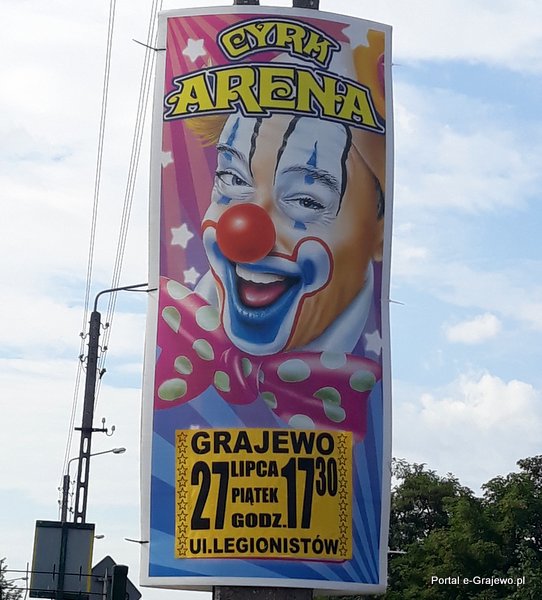 CYRK
ARENA
GRAJEWO
27 LIPCA PIĄTEK GODZ. 17 30
Ul.LEGIONISTÓW
Portal e-Grajewo.pl